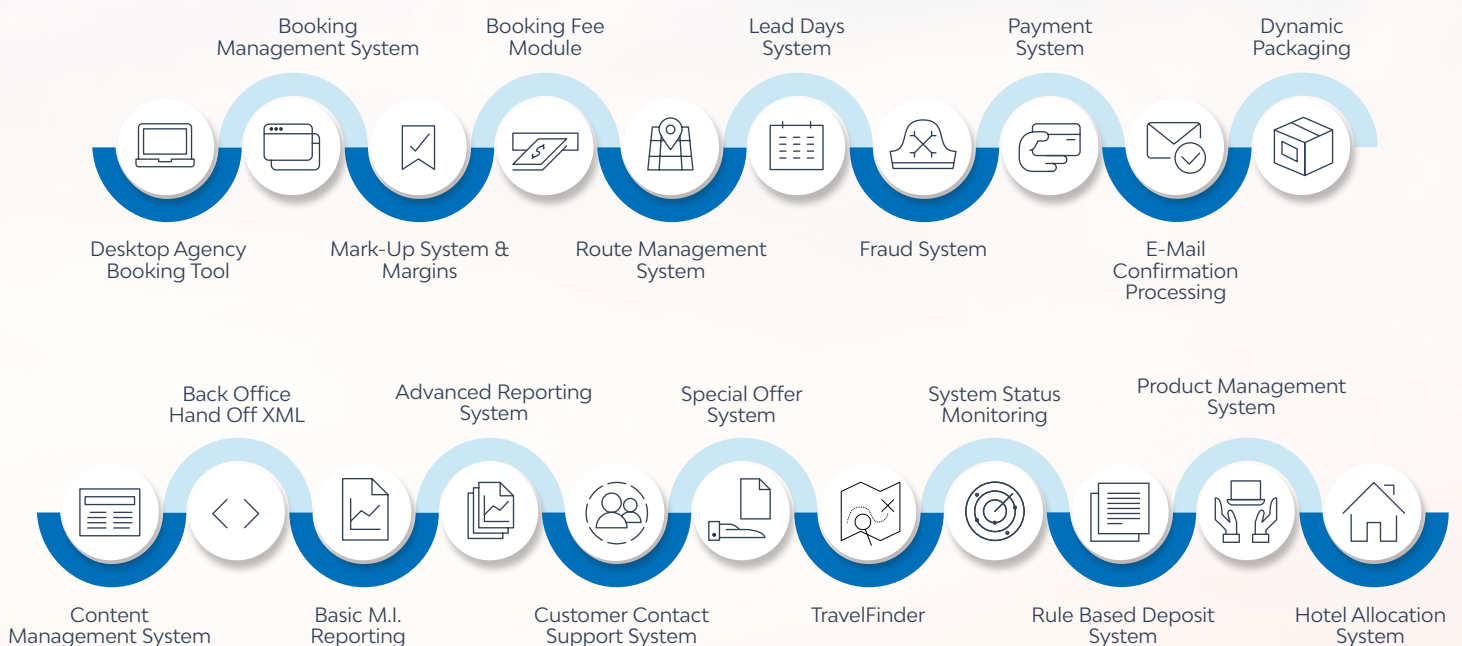 Booking
Management System
Booking Fee
Module
Lead Days
System
Payment
System
Dynamic
Packaging
$
Desktop Agency
Booking Tool
Mark-Up System &
Margins
Route Management
System
Fraud System
E-Mail
Confirmation
Processing
Back Office
Hand Off XML
Advanced Reporting
System
Special Offer
System
System Status
Monitoring
Product Management
System
Content
Management System
Basic M.I.
Reporting
Customer Contact
Support System
TravelFinder
Rule Based Deposit
System
Hotel Allocation
System